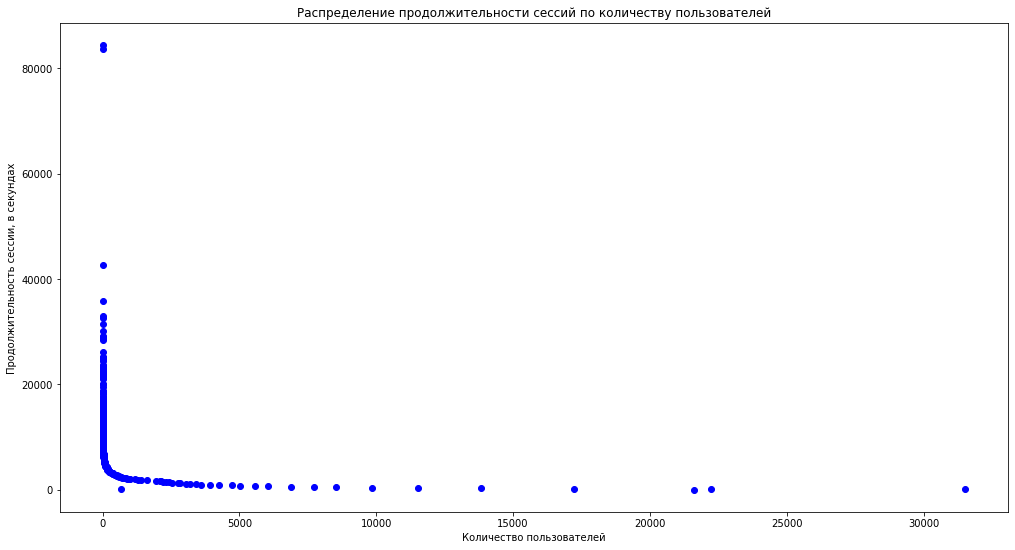 Распределение продолжительности сессий по количеству пользователей
Продолжительность сессии, в секундах
80000
60000
40000
20000
0
0 5000 10000 15000 20000 25000 30000
Количество пользователей